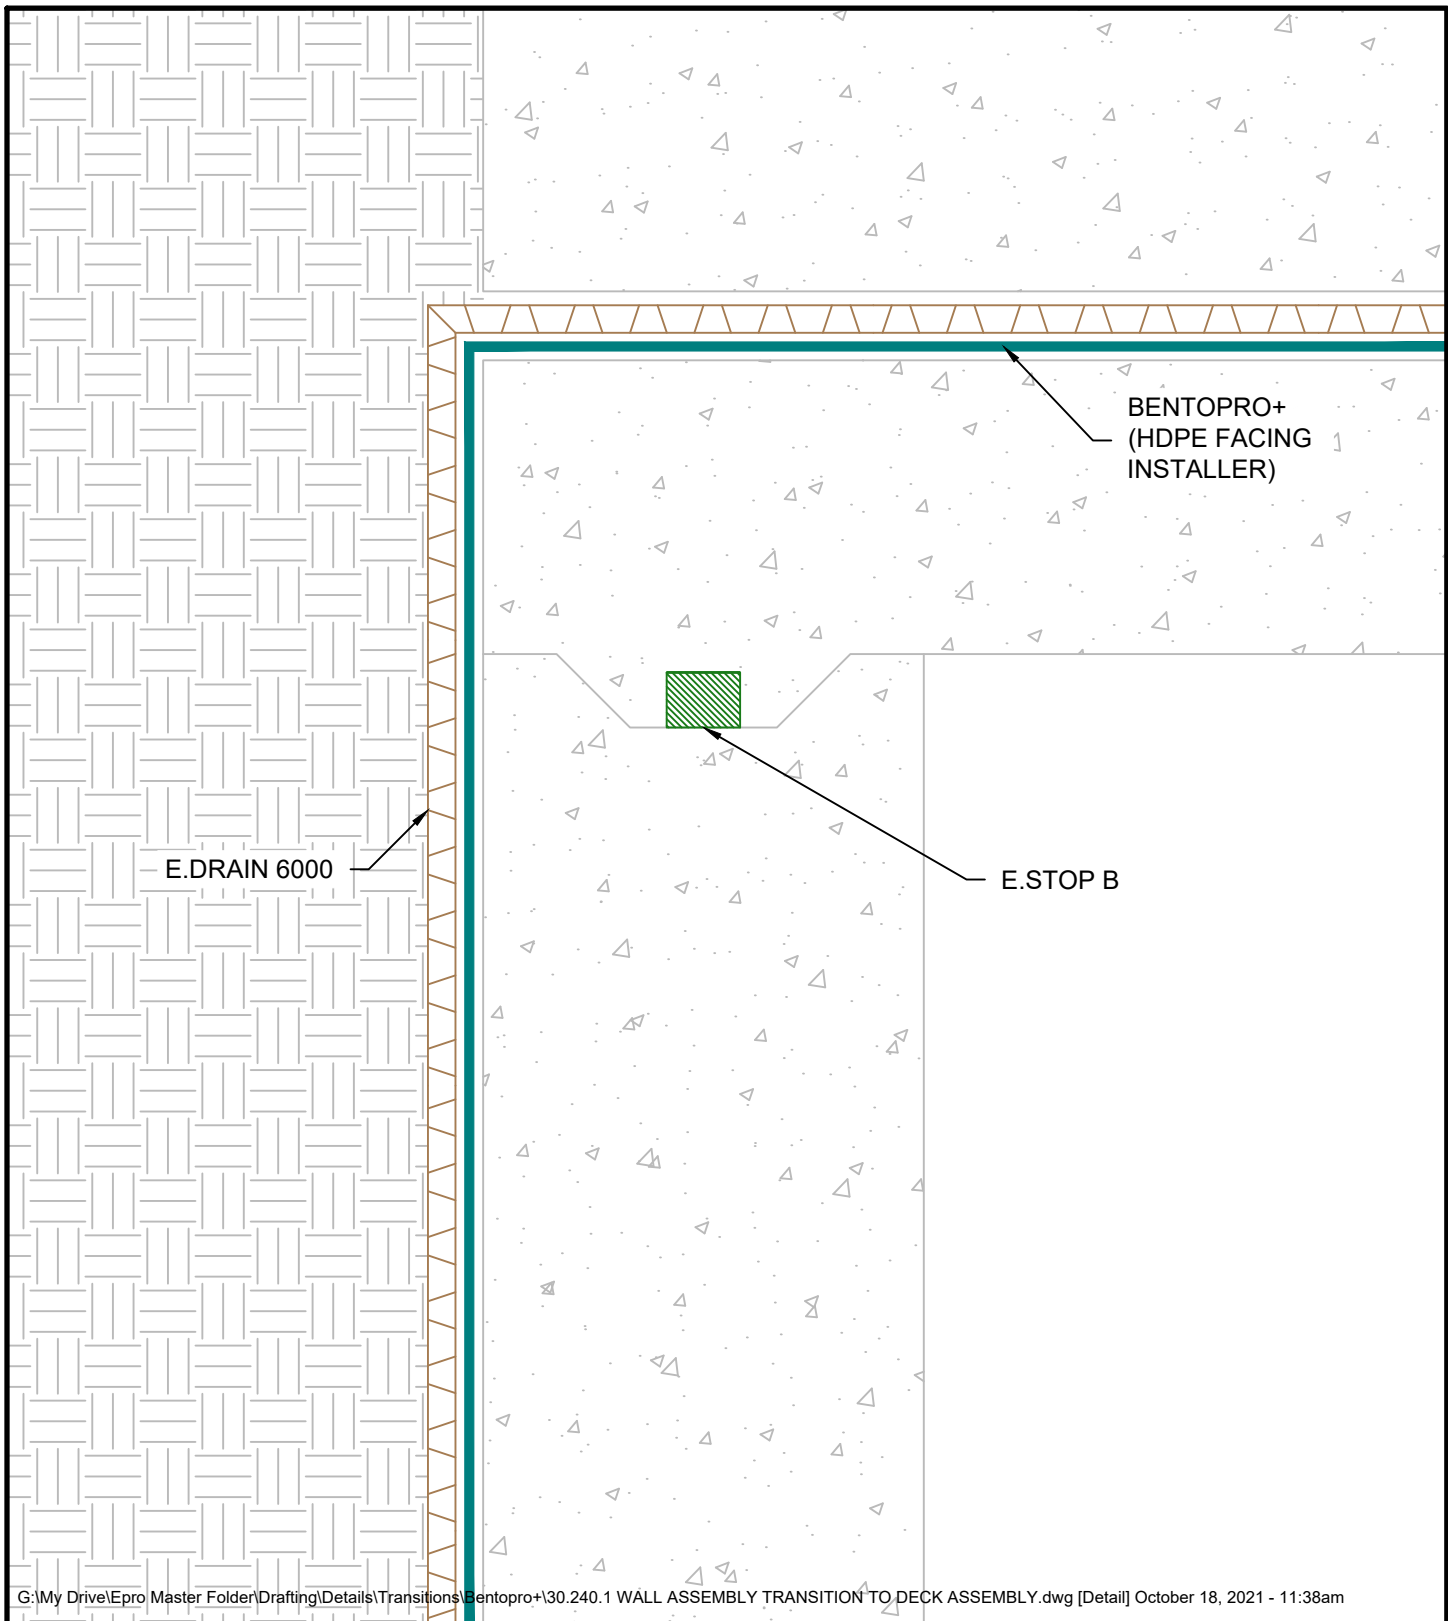 BENTOPRO+
(HDPE FACING
INSTALLER)
E.DRAIN 6000
E.STOP B
G:\My Drive\Epro Master Folder\Drafting\Details\Transitions\Bentopro+\30.240.1 WALL ASSEMBLY TRANSITION TO DECK ASSEMBLY.dwg [Detail] October 18, 2021 - 11:38am